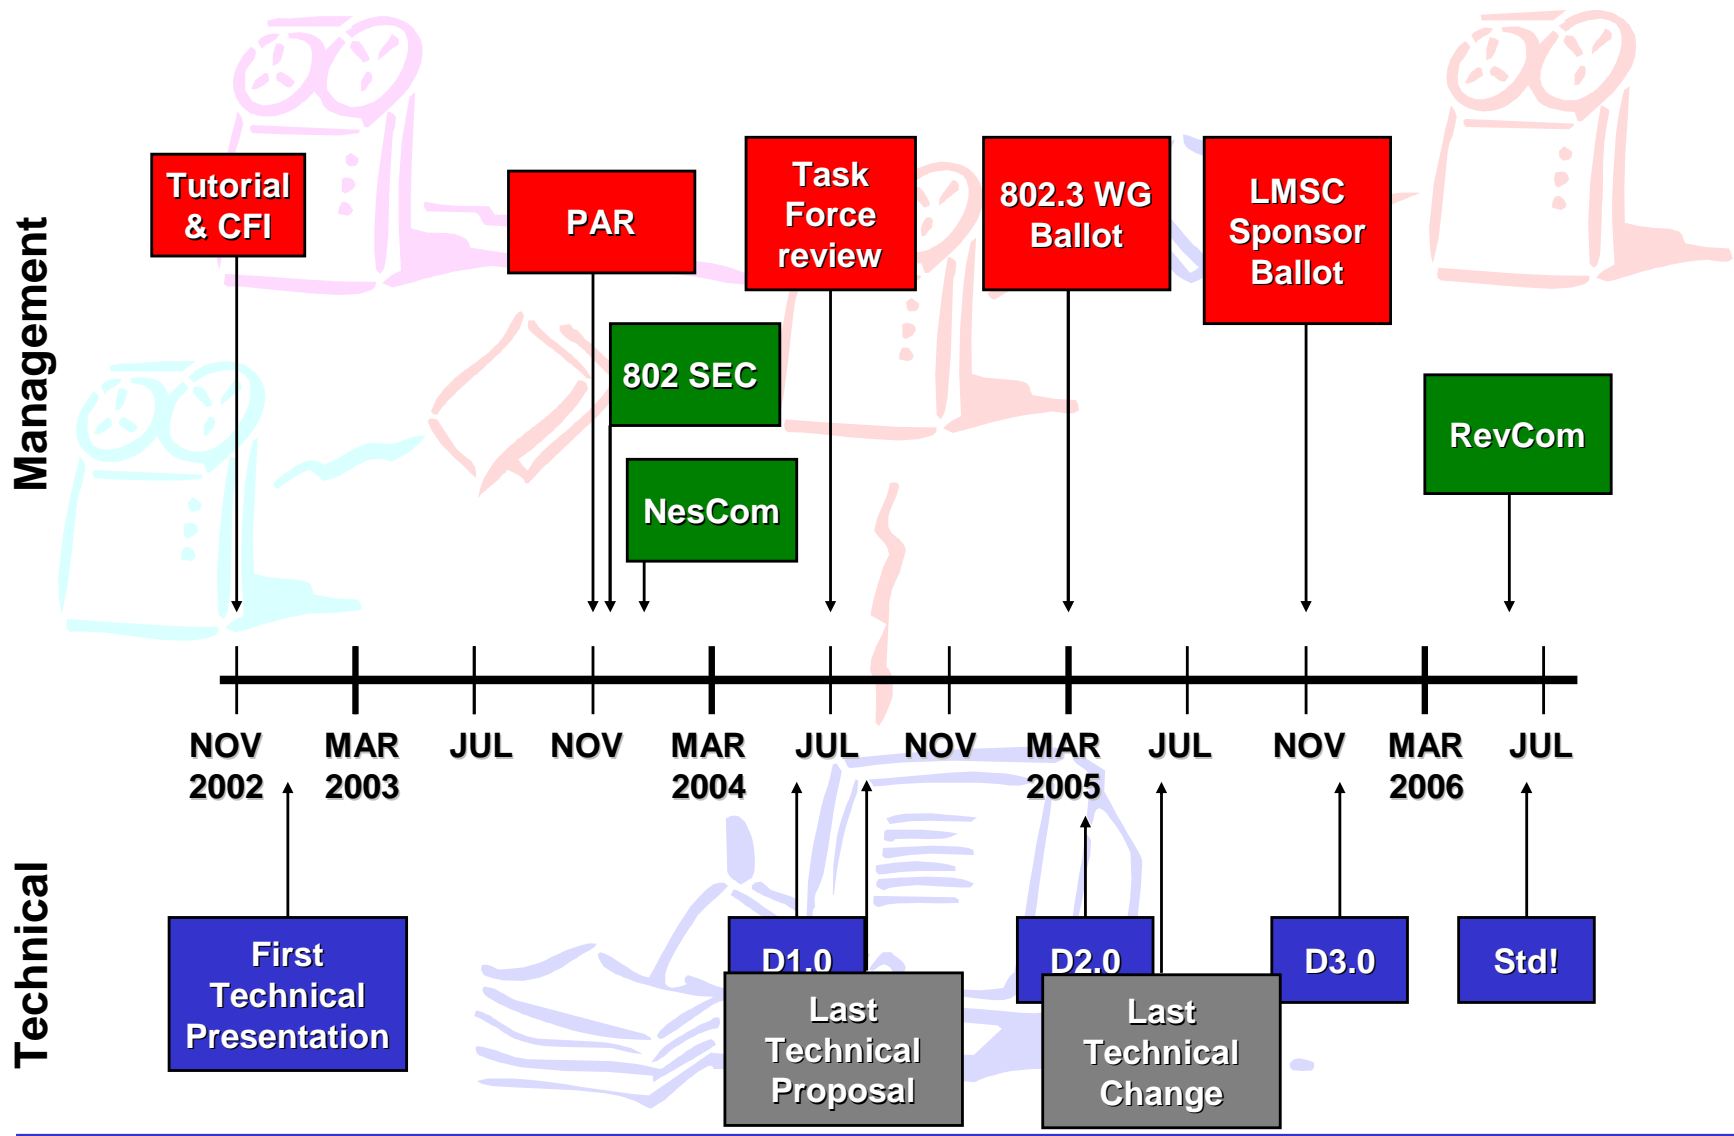 Management
Tutorial
& CFI
PAR
Task
Force
review
802.3 WG
Ballot
LMSC
Sponsor
Ballot
802 SEC
NesCom
RevCom
NOV
2002
MAR
2003
JUL
NOV
MAR
2004
JUL
NOV
MAR
2005
JUL
NOV
MAR
2006
JUL
Technical
First
Technical
Presentation
D1.0
Last
Technical
Proposal
D2.0
Last
Technical
Change
D3.0
Std!